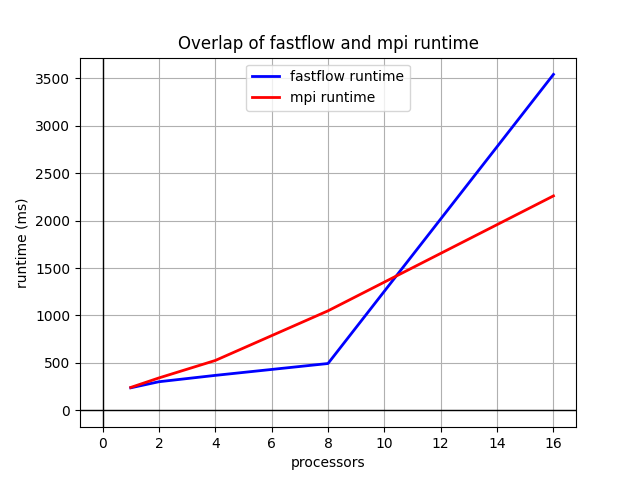 Overlap of fastflow and mpi runtime
fastflow runtime
mpi runtime
3500
3000
2500
2000
1500
1000
500
0
runtime (ms)
0 2 4 6 8 10 12 14 16
processors